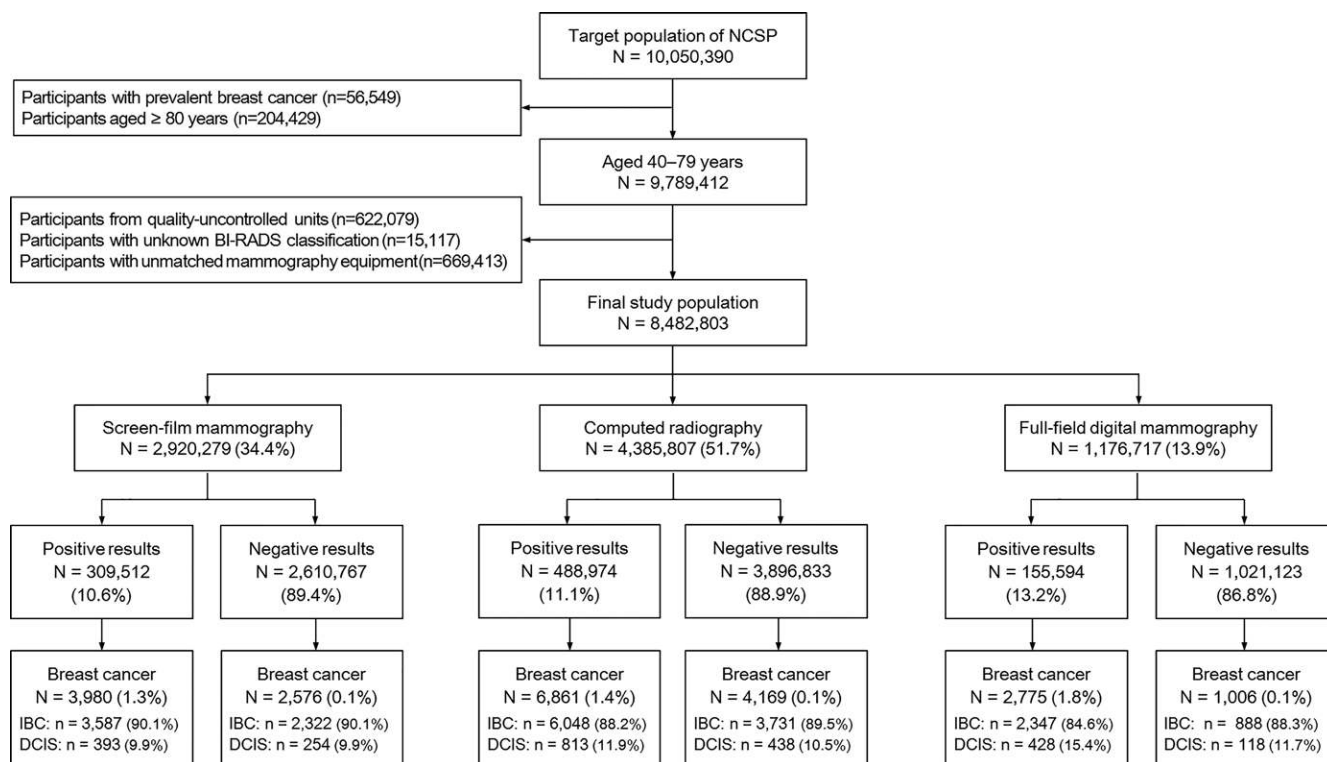 Target population of NCSP
N = 10,050,390
Participants with prevalent breast cancer (n=56,549)
Participants aged ≥ 80 years (n=204,429)
Aged 40–79 years
N = 9,789,412
Participants from quality-uncontrolled units (n=622,079)
Participants with unknown BI-RADS classification (n=15,117)
Participants with unmatched mammography equipment(n=669,413)
Final study population
N = 8,482,803
Screen-film mammography
N = 2,920,279 (34.4%)
Computed radiography
N = 4,385,807 (51.7%)
Full-field digital mammography
N = 1,176,717 (13.9%)
Positive results
N = 309,512
(10.6%)
Negative results
N = 2,610,767
(89.4%)
Positive results
N = 488,974
(11.1%)
Negative results
N = 3,896,833
(88.9%)
Positive results
N = 155,594
(13.2%)
Negative results
N = 1,021,123
(86.8%)
Breast cancer
N = 3,980 (1.3%)
IBC: n = 3,587 (90.1%)
DCIS: n = 393 (9.9%)
Breast cancer
N = 2,576 (0.1%)
IBC: n = 2,322 (90.1%)
DCIS: n = 254 (9.9%)
Breast cancer
N = 6,861 (1.4%)
IBC: n = 6,048 (88.2%)
DCIS: n = 813 (11.9%)
Breast cancer
N = 4,169 (0.1%)
IBC: n = 3,731 (89.5%)
DCIS: n = 438 (10.5%)
Breast cancer
N = 2,775 (1.8%)
IBC: n = 2,347 (84.6%)
DCIS: n = 428 (15.4%)
Breast cancer
N = 1,006 (0.1%)
IBC: n = 888 (88.3%)
DCIS: n = 118 (11.7%)